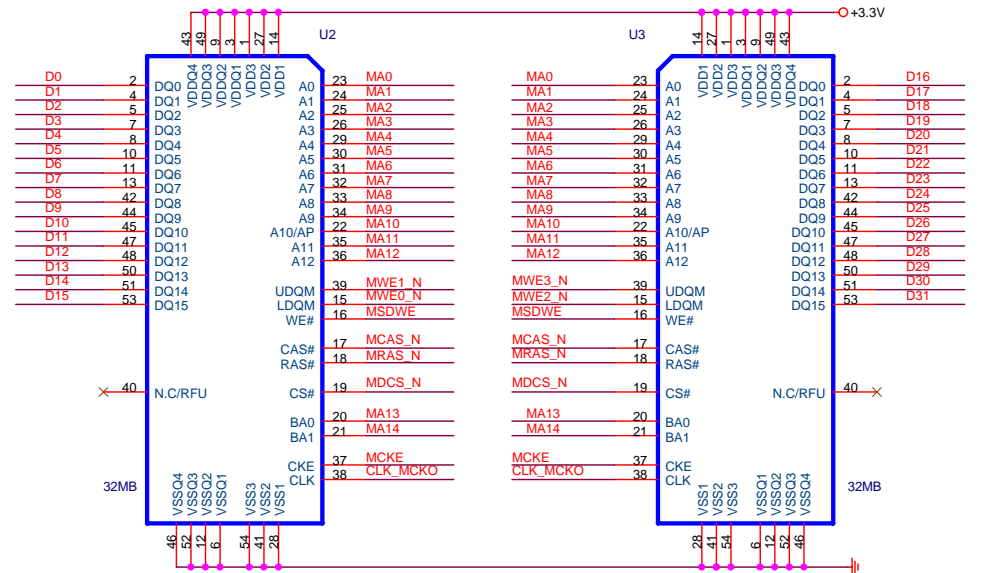 +3.3V
U2 U3
43 49 9 3 1 27 14 14 27 1 3 9 49 43
VDDQ4 VDDQ3 VDDQ2 VDDQ1 VDD3 VDD2 VDD1 VDD1 VDD2 VDD3 VDDQ1 VDDQ2 VDDQ3 VDDQ4
D0 2 DQ0 A0 23 MA0 MA0 23 A0 DQ0 2 D16
D1 4 DQ1 A1 24 MA1 MA1 24 A1 DQ1 4 D17
D2 5 DQ2 A2 25 MA2 MA2 25 A2 DQ2 5 D18
D3 7 DQ3 A3 26 MA3 MA3 26 A3 DQ3 7 D19
D4 8 DQ4 A4 29 MA4 MA4 29 A4 DQ4 8 D20
D5 10 DQ5 A5 30 MA5 MA5 30 A5 DQ5 10 D21
D6 11 DQ6 A6 31 MA6 MA6 31 A6 DQ6 11 D22
D7 13 DQ7 A7 32 MA7 MA7 32 A7 DQ7 13 D23
D8 42 DQ8 A8 33 MA8 MA8 33 A8 DQ8 42 D24
D9 44 DQ9 A9 34 MA9 MA9 34 A9 DQ9 44 D25
D10 45 DQ10 A10/AP 22 MA10 MA10 22 A10/AP DQ10 45 D26
D11 47 DQ11 A11 35 MA11 MA11 35 A11 DQ11 47 D27
D12 48 DQ12 A12 36 MA12 MA12 36 A12 DQ12 48 D28
D13 50 DQ13 DQ13 50 D29
D14 51 DQ14 UDQM 39 MWE1_N MWE3_N 39 UDQM DQ14 51 D30
D15 53 DQ15 LDQM 15 MWE0_N MWE2_N 15 LDQM DQ15 53 D31
WE# 16 MSDWE MSDWE 16 WE#
CAS# 17 MCAS_N MCAS_N 17 CAS#
RAS# 18 MRAS_N MRAS_N 18 RAS#
40 N.C/RFU CS# 19 MDCS_N MDCS_N 19 CS# N.C/RFU 40
BA0 20 MA13 MA13 20 BA0
BA1 21 MA14 MA14 21 BA1
CKE 37 MCKE MCKE 37 CKE
CLK 38 CLK_MCKO CLK_MCKO 38 CLK
32MB 32MB
VSSQ4 VSSQ3 VSSQ2 VSSQ1 VSS3 VSS2 VSS1 VSS1 VSS2 VSS3 VSSQ1 VSSQ2 VSSQ3 VSSQ4
46 52 12 6 54 41 28 28 41 54 6 12 52 46